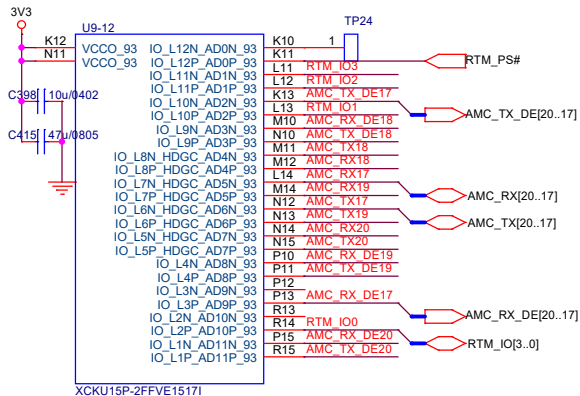 3V3
U9-12
TP24
K12 VCCO_93 IO_L12N_AD0N_93 K10 1
N11 VCCO_93 IO_L12P_AD0P_93 K11 RTM_PS#
IO_L11N_AD1N_93 L11 RTM_IO3
IO_L11P_AD1P_93 L12 RTM_IO2
C398 10u/0402 IO_L10N_AD2N_93 K13 AMC_TX_DE17
IO_L10P_AD2P_93 L13 RTM_IO1 AMC_TX_DE[20..17]
IO_L9N_AD3N_93 M10 AMC_RX_DE18
C415 47u/0805 IO_L9P_AD3P_93 N10 AMC_TX_DE18
IO_L8N_HDGC_AD4N_93 M11 AMC_TX18
IO_L8P_HDGC_AD4P_93 M12 AMC_RX18
IO_L7N_HDGC_AD5N_93 L14 AMC_RX17
IO_L7P_HDGC_AD5P_93 M14 AMC_RX19 AMC_RX[20..17]
IO_L6N_HDGC_AD6N_93 N12 AMC_TX17
IO_L6P_HDGC_AD6P_93 N13 AMC_TX19 AMC_TX[20..17]
IO_L5N_HDGC_AD7N_93 N14 AMC_RX20
IO_L5P_HDGC_AD7P_93 N15 AMC_TX20
IO_L4N_AD8N_93 P10 AMC_RX_DE19
IO_L4P_AD8P_93 P11 AMC_TX_DE19
IO_L3N_AD9N_93 P12
IO_L3P_AD9P_93 P13 AMC_RX_DE17
IO_L2N_AD10N_93 R13 AMC_RX_DE[20..17]
IO_L2P_AD10P_93 R14 RTM_IO0
IO_L1N_AD11N_93 P15 AMC_RX_DE20 RTM_IO[3..0]
IO_L1P_AD11P_93 R15 AMC_TX_DE20
XCKU15P-2FFVE1517I